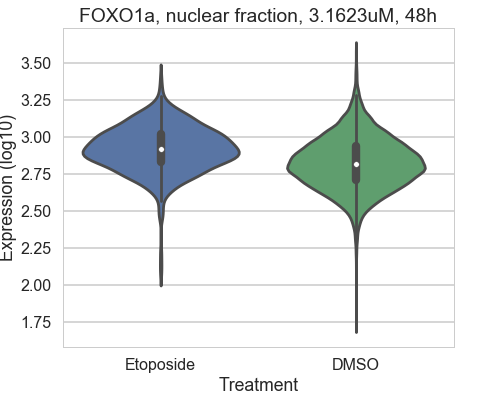 FOXO1a, nuclear fraction, 3.1623uM, 48h
Expression (log10)
3.50
3.25
3.00
2.75
2.50
2.25
2.00
1.75
Etoposide
DMSO
Treatment